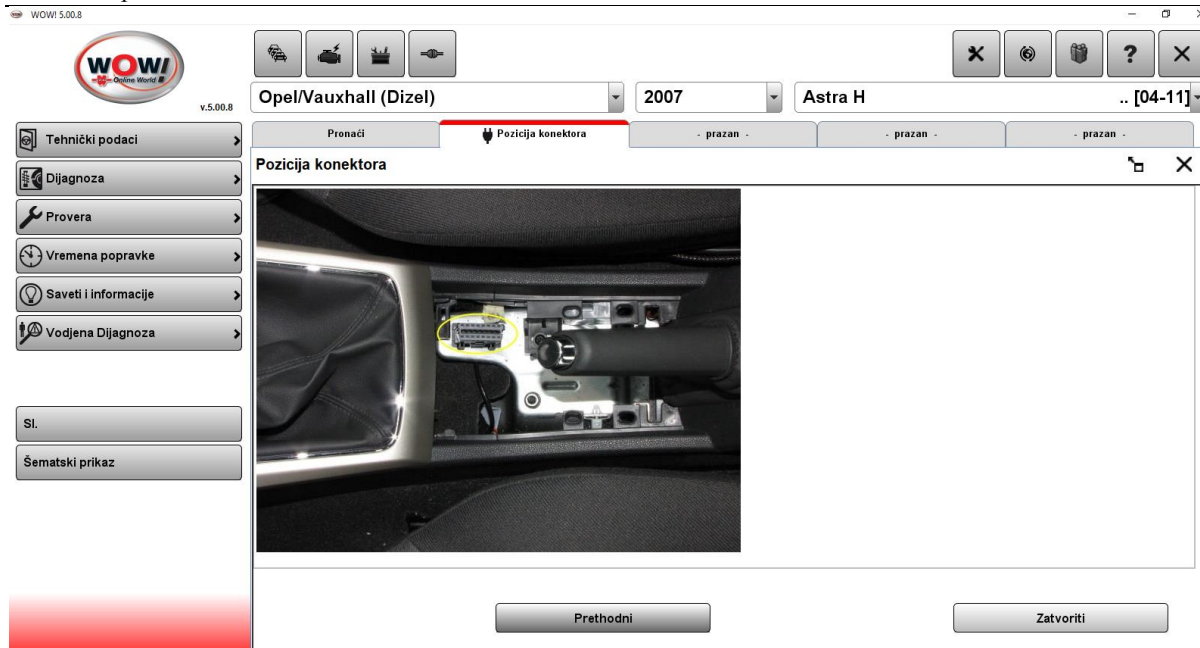 WOW! 5.00.8
WOW!
Online World
v.5.00.8
Opel/Vauxhall (Dizel)
2007
Astra H
.. [04-11]
Tehnički podaci
Dijagnoza
Provera
Vremena popravke
Saveti i informacije
Vodjena Dijagnoza
Sl.
Šematski prikaz
Pronaći
Pozicija konektora
- prazan -
- prazan -
- prazan -
Pozicija konektora
Prethodni
Zatvoriti